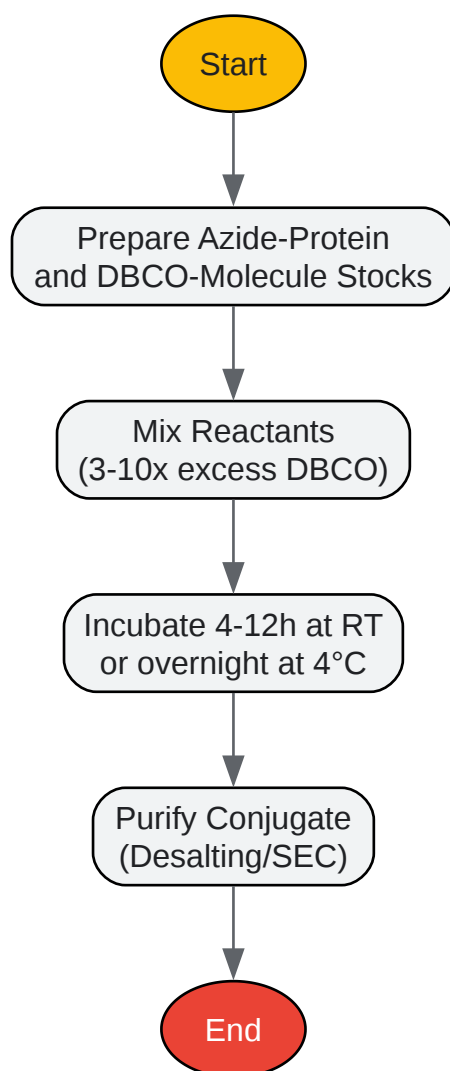 Start
Prepare Azide-Protein
and DBCO-Molecule Stocks
Mix Reactants
(3-10x excess DBCO)
Incubate 4-12h at RT
or overnight at 4°C
Purify Conjugate
(Desalting/SEC)
End